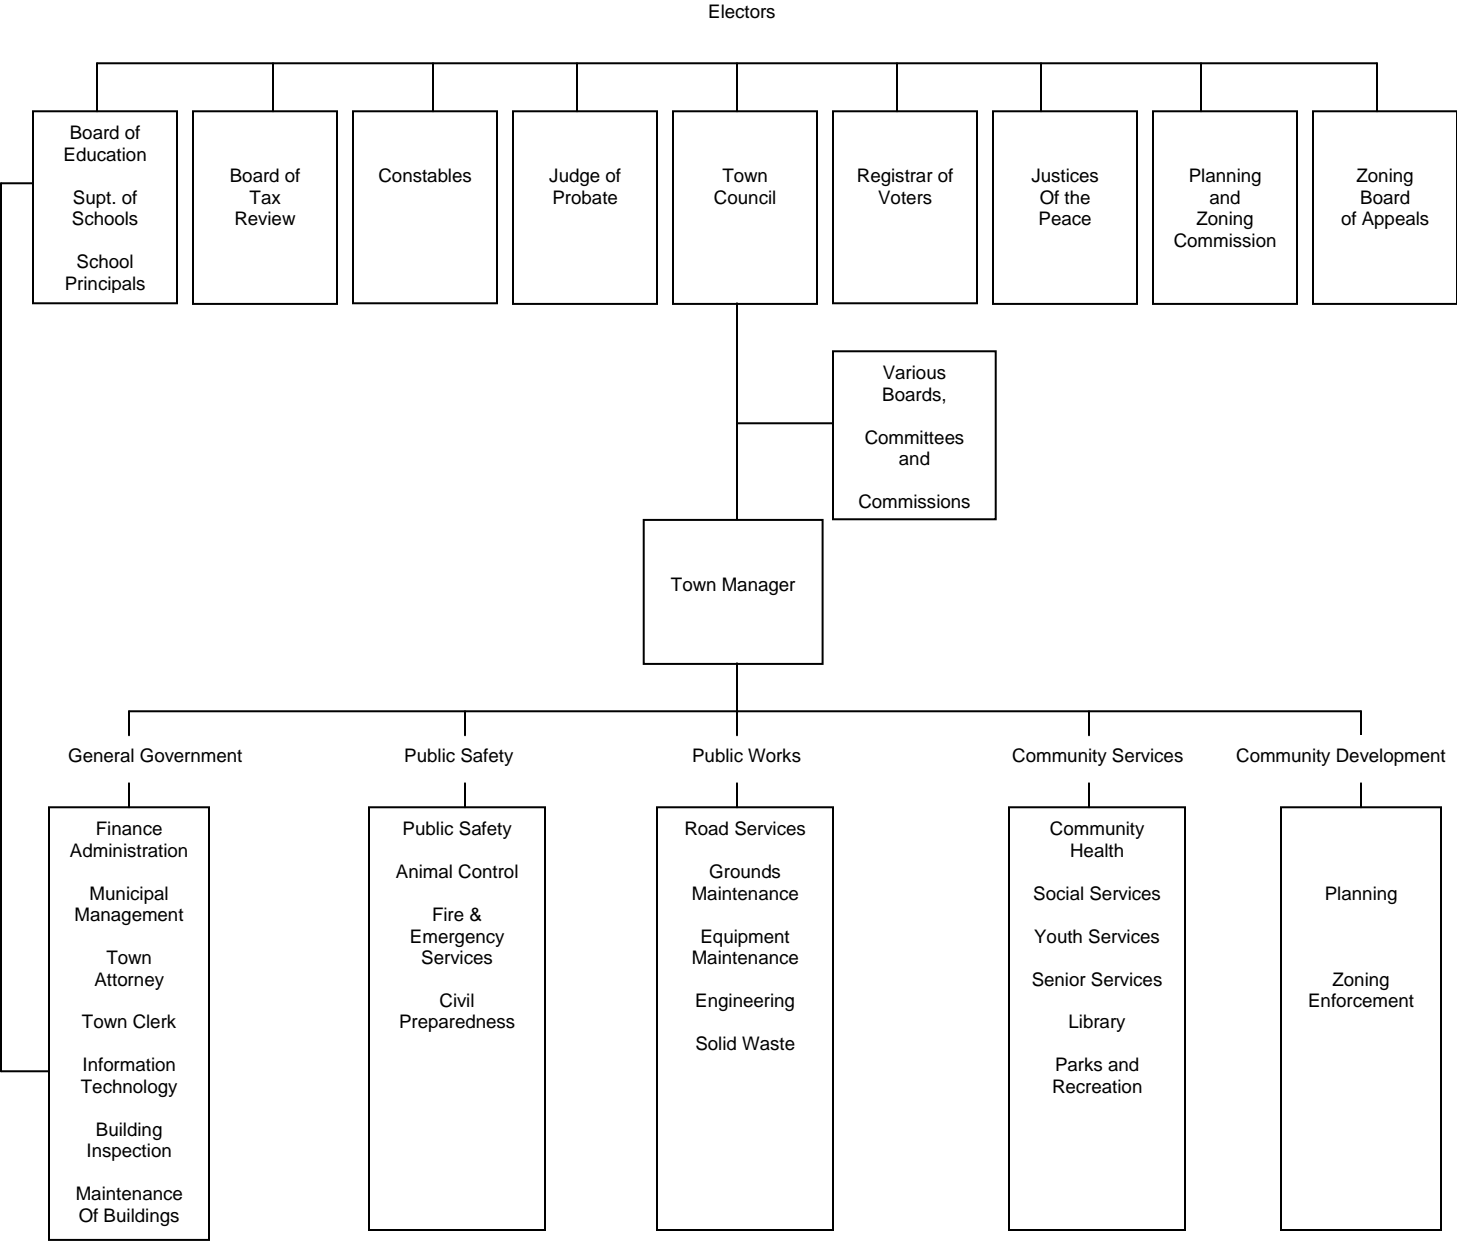 Electors
Board of
Education
Supt. of
Schools
School
Principals
Board of
Tax
Review
Constables
Judge of
Probate
Town
Council
Registrar of
Voters
Justices
Of the
Peace
Planning
and
Zoning
Commission
Zoning
Board
of Appeals
Various
Boards,
Committees
and
Commissions
Town Manager
General Government
Public Safety
Public Works
Community Services
Community Development
Finance
Administration
Municipal
Management
Town
Attorney
Town Clerk
Information
Technology
Building
Inspection
Maintenance
Of Buildings
Public Safety
Animal Control
Fire &
Emergency
Services
Civil
Preparedness
Road Services
Grounds
Maintenance
Equipment
Maintenance
Engineering
Solid Waste
Community
Health
Social Services
Youth Services
Senior Services
Library
Parks and
Recreation
Planning
Zoning
Enforcement